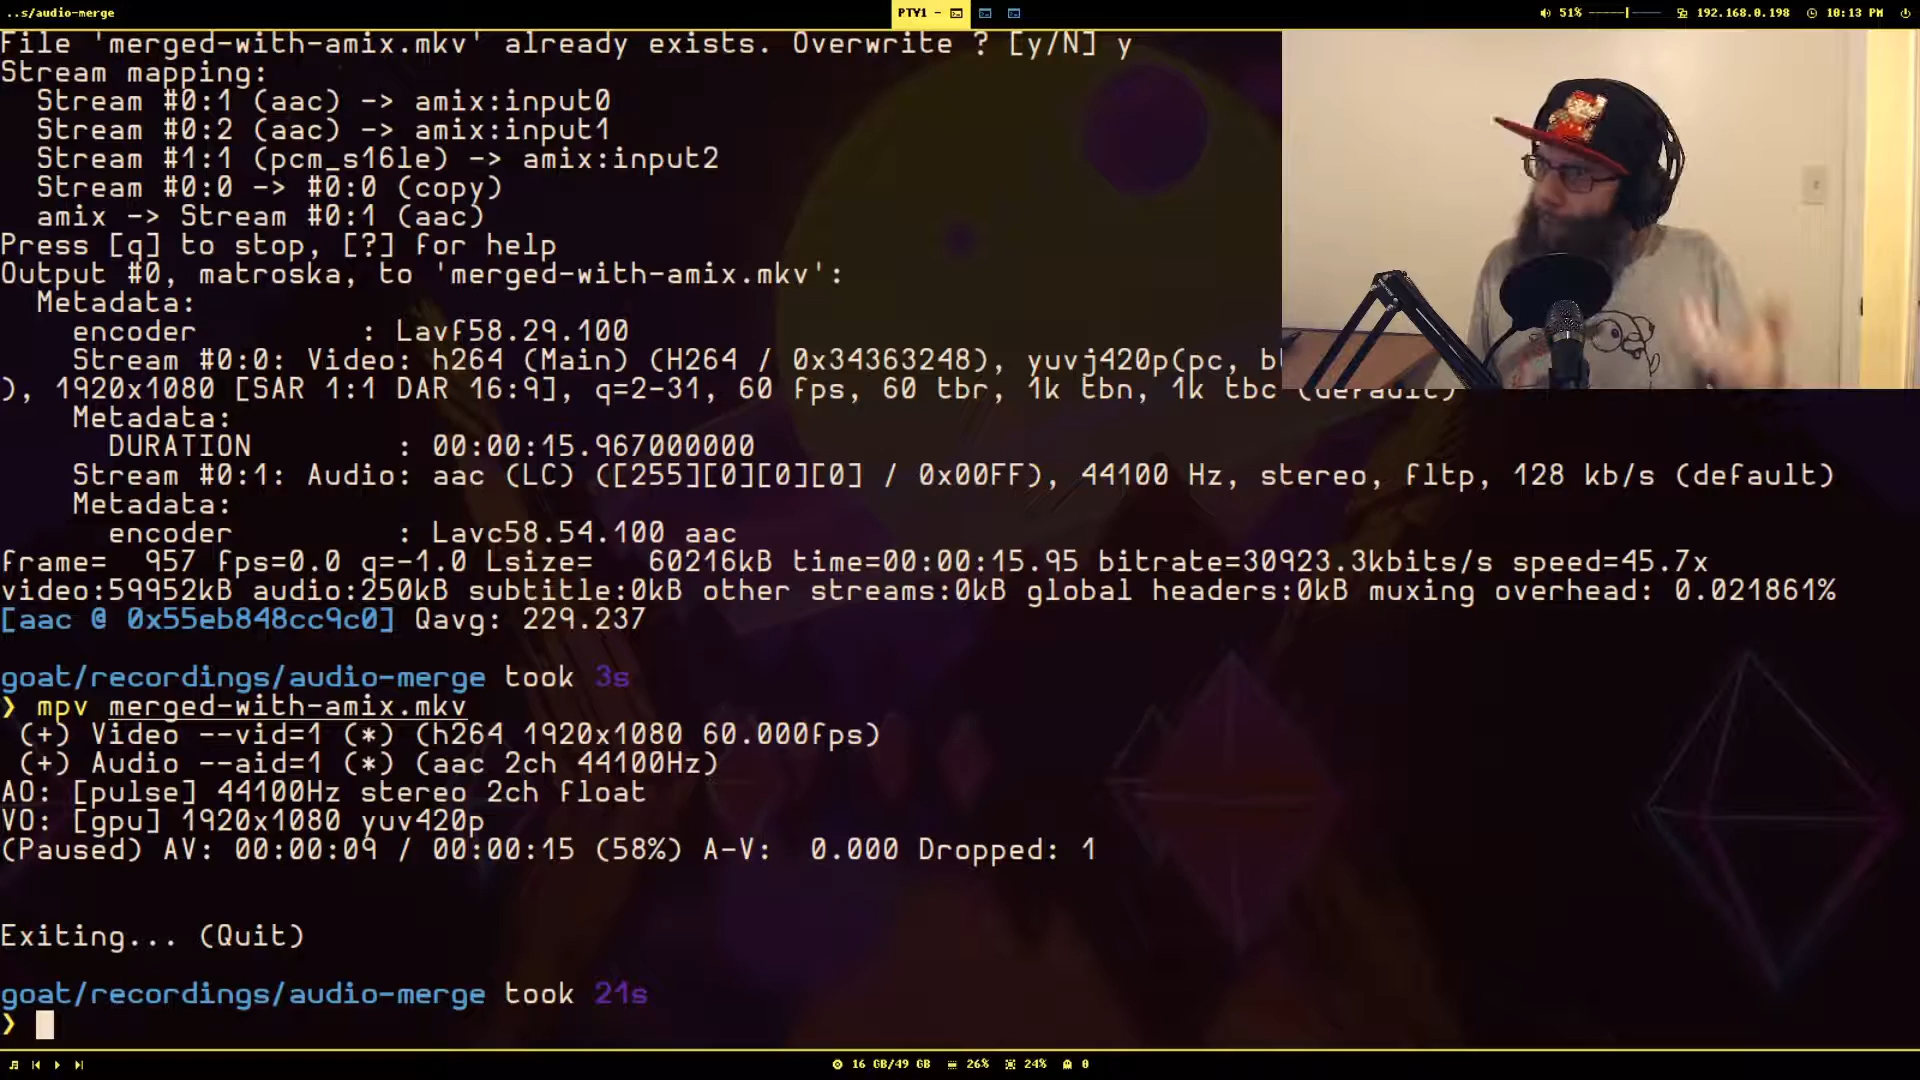 ..s/audio-merge
PTY1 -
51%
192.168.0.198
10:13 PM
File 'merged-with-amix.mkv' already exists. Overwrite ? [y/N] y
Stream mapping:
Stream #0:1 (aac) -> amix:input0
Stream #0:2 (aac) -> amix:input1
Stream #1:1 (pcm_s16le) -> amix:input2
Stream #0:0 -> #0:0 (copy)
amix -> Stream #0:1 (aac)
Press [q] to stop, [?] for help
Output #0, matroska, to 'merged-with-amix.mkv':
Metadata:
encoder : Lavf58.29.100
Stream #0:0: Video: h264 (Main) (H264 / 0x34363248), yuvj420p(pc,
), 1920x1080 [SAR 1:1 DAR 16:9], q=2-31, 60 fps, 60 tbr, 1k tbn, 1k tbc (default)
Metadata:
DURATION : 00:00:15.967000000
Stream #0:1: Audio: aac (LC) ([255][0][0][0] / 0x00FF), 44100 Hz, stereo, fltp, 128 kb/s (default)
Metadata:
encoder : Lavc58.54.100 aac
frame= 957 fps=0.0 q=-1.0 Lsize= 60216kB time=00:00:15.95 bitrate=30923.3kbits/s speed=45.7x
video:59952kB audio:250kB subtitle:0kB other streams:0kB global headers:0kB muxing overhead: 0.021861%
[aac @ 0x55eb848cc9c0] Qavg: 229.237
goat/recordings/audio-merge took 3s
❯ mpv merged-with-amix.mkv
(+) Video --vid=1 (*) (h264 1920x1080 60.000fps)
(+) Audio --aid=1 (*) (aac 2ch 44100Hz)
AO: [pulse] 44100Hz stereo 2ch float
VO: [gpu] 1920x1080 yuv420p
(Paused) AV: 00:00:09 / 00:00:15 (58%) A-V: 0.000 Dropped: 1
Exiting... (Quit)
goat/recordings/audio-merge took 21s
❯
16 GB/49 GB
26%
24%
0